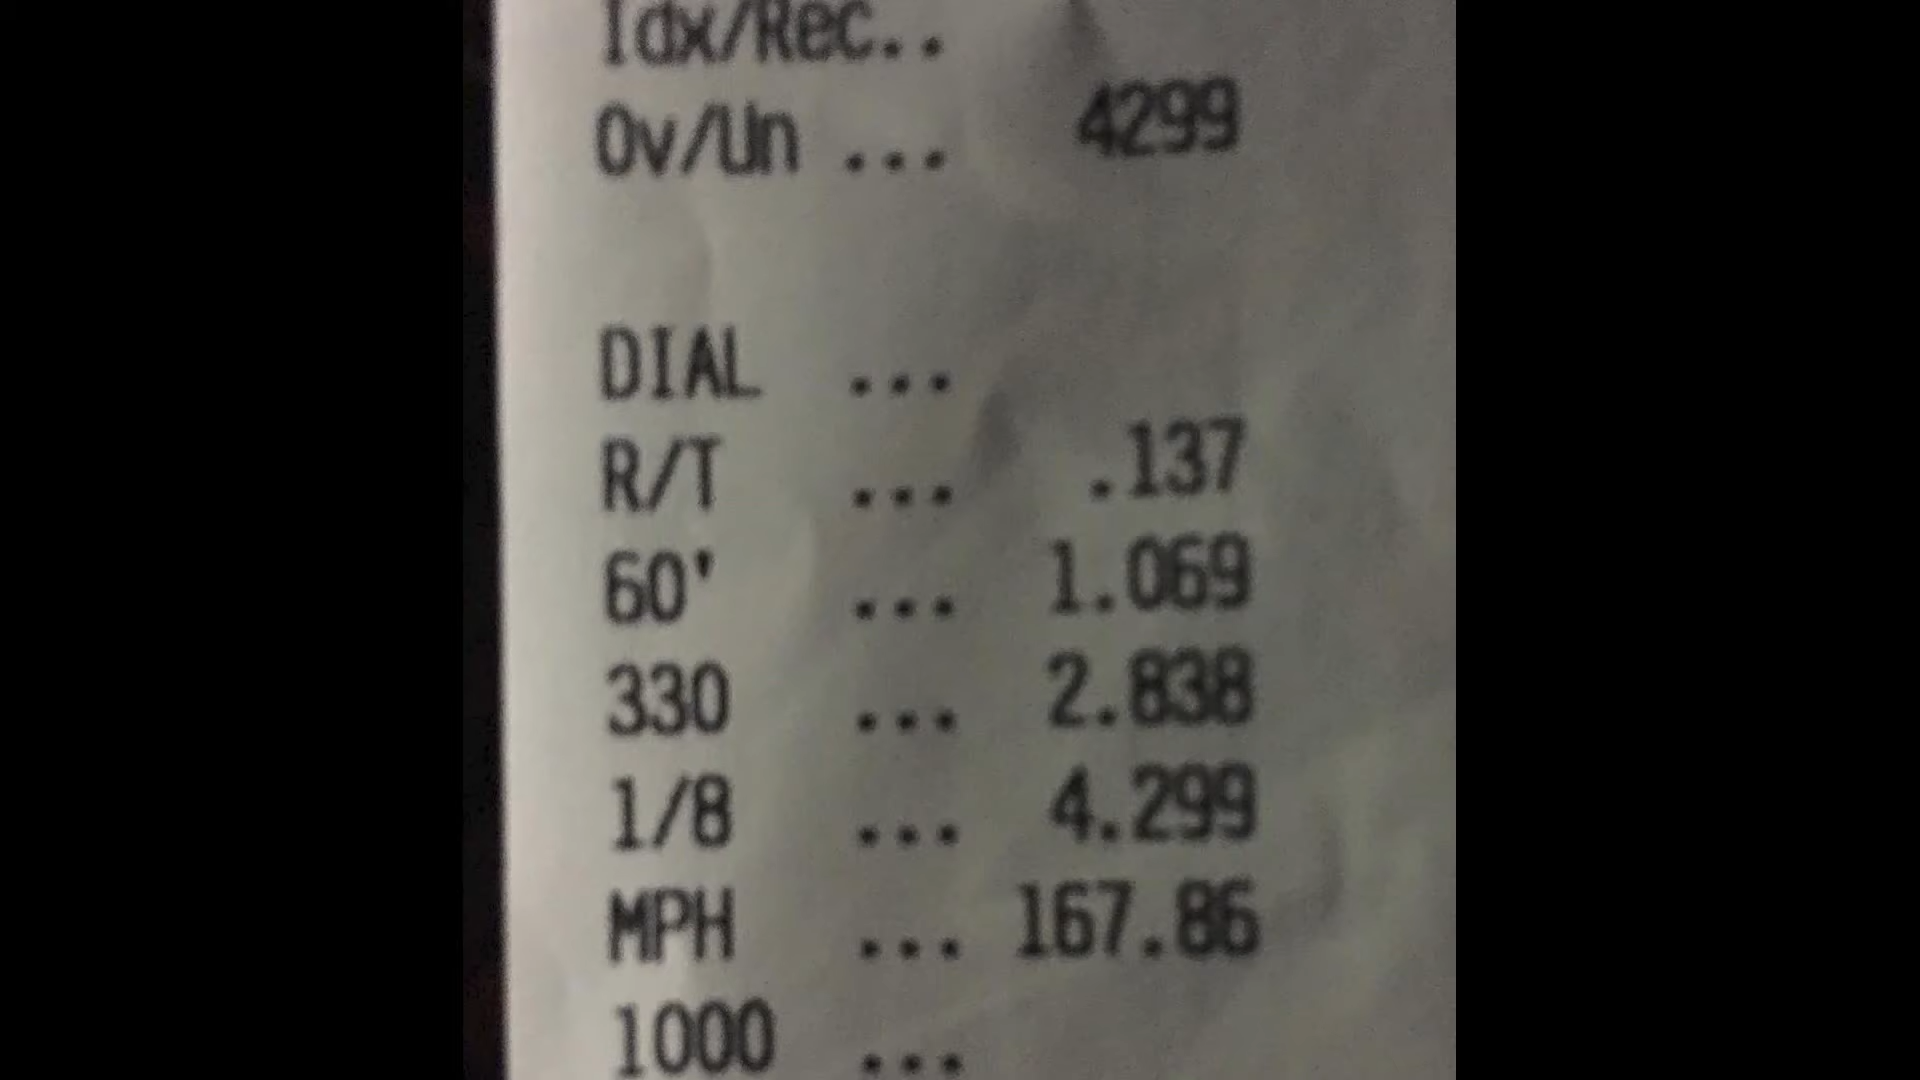 Idx/Rec..
Ov/Un ... 4299
DIAL ...
R/T ... .137
60' ... 1.069
330 ... 2.838
1/8 ... 4.299
MPH ... 167.86
1000 ...